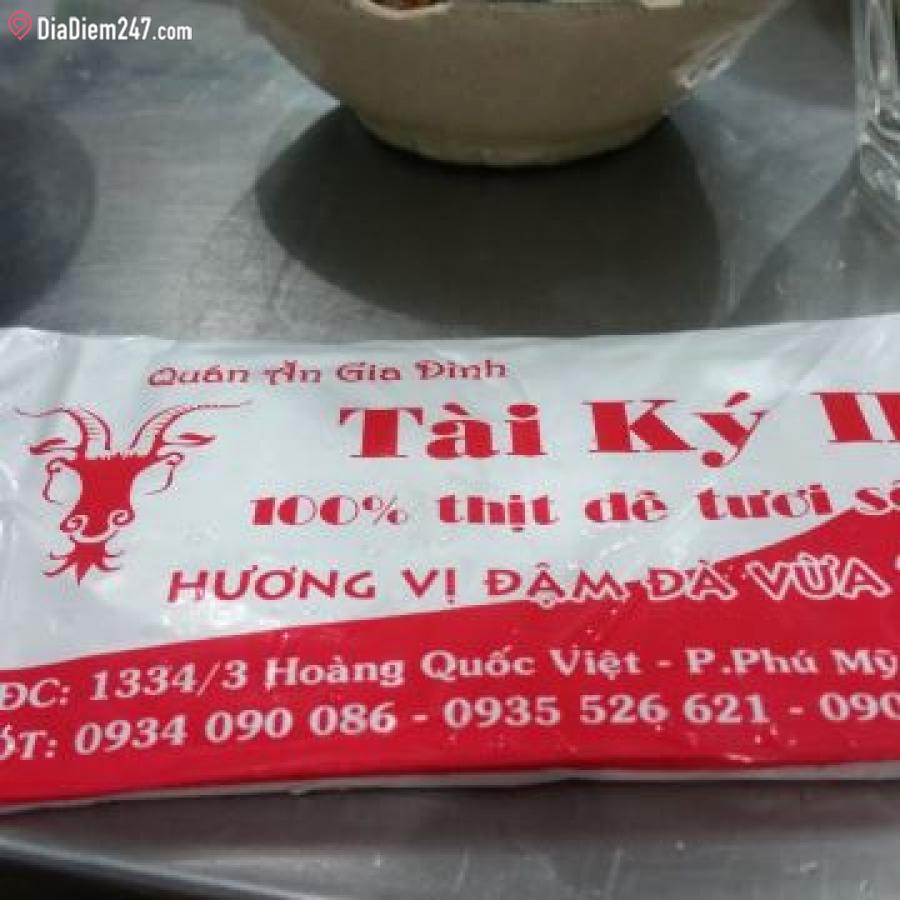 DiaDiem247.com
Quán Ăn Gia Đình
Tài Ký
100% thịt dê tươi
HƯƠNG VỊ ĐẬM ĐÀ VỪA
ĐC: 1334/3 Hoàng Quốc Việt - P.Phú Mỹ
0934 090 086 - 0935 526 621 - 090